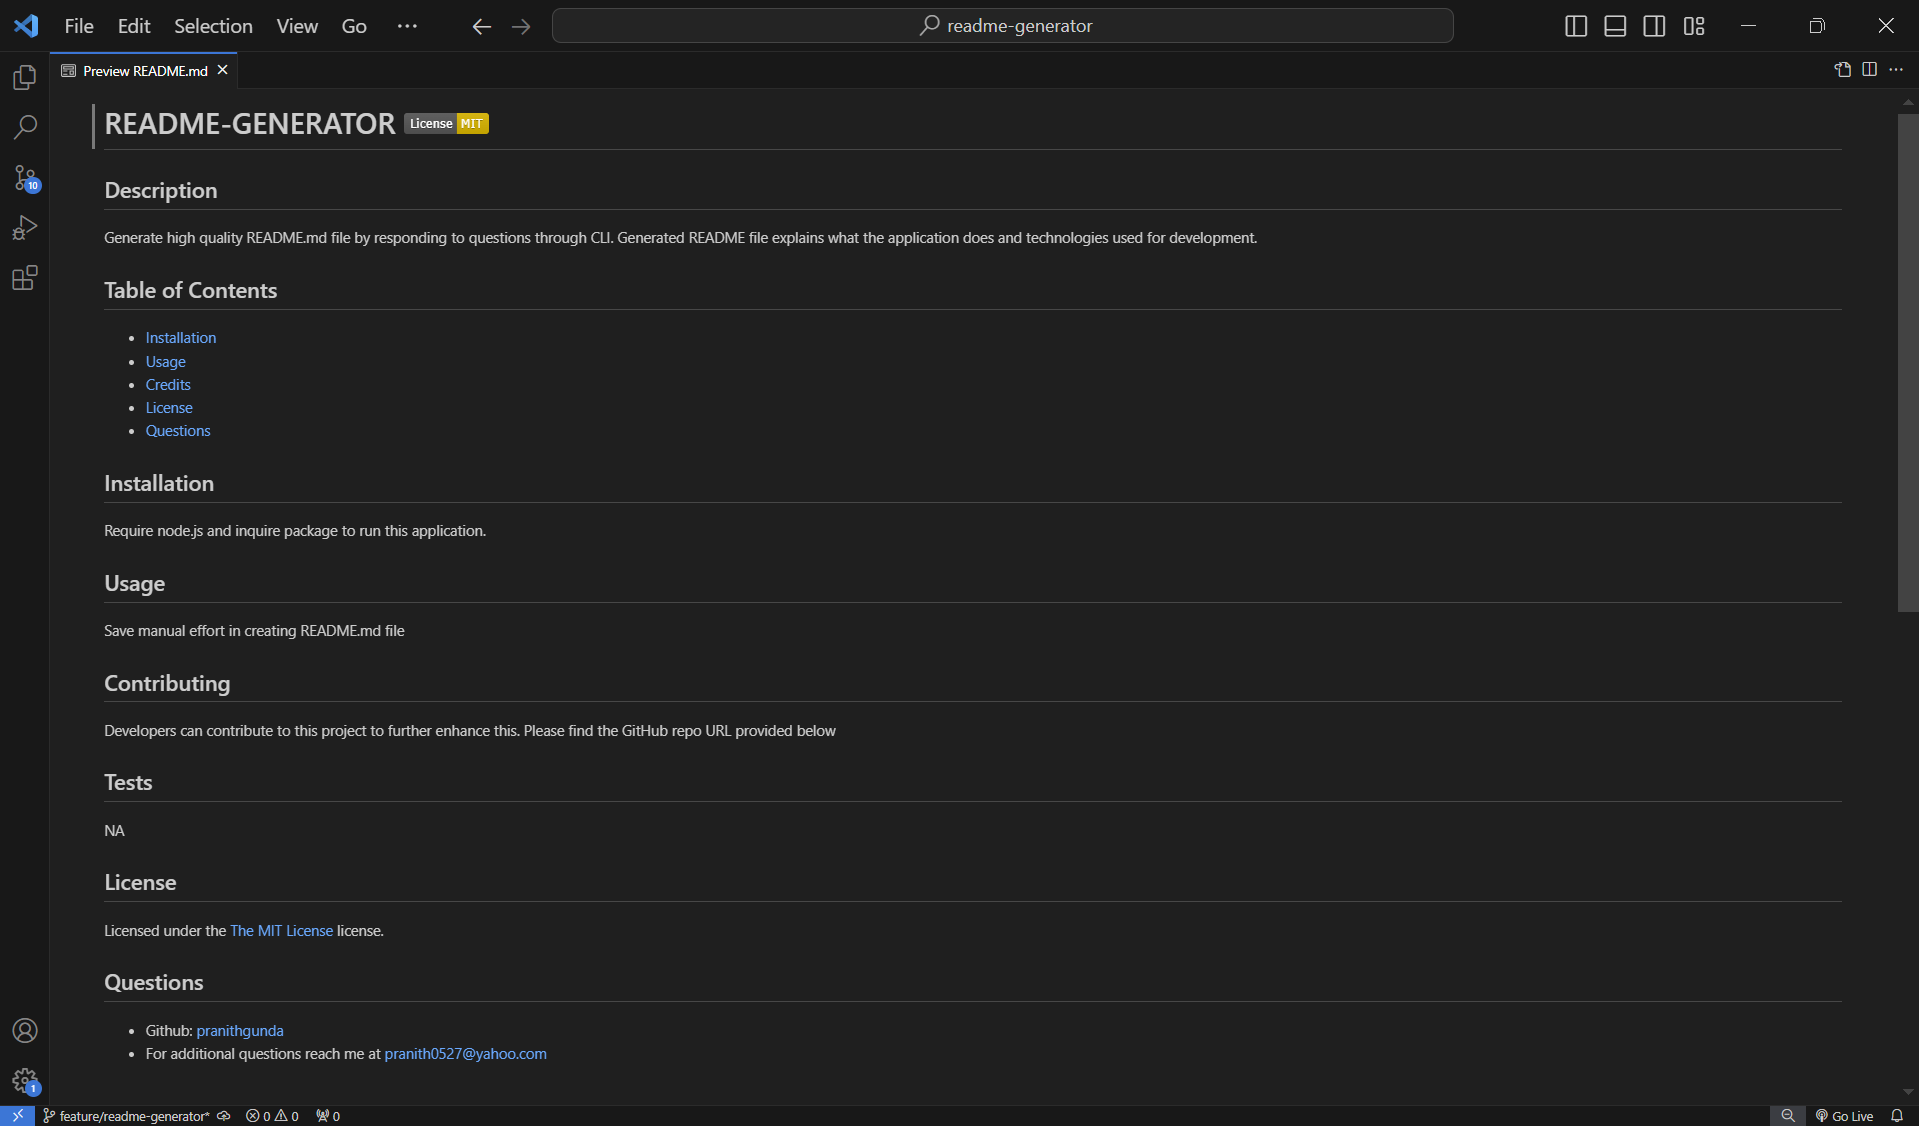 File Edit Selection View Go ···
readme-generator
Preview README.md
README-GENERATOR License MIT
Description
Generate high quality README.md file by responding to questions through CLI. Generated README file explains what the application does and technologies used for development.
Table of Contents
• Installation
• Usage
• Credits
• License
• Questions
Installation
Require node.js and inquire package to run this application.
Usage
Save manual effort in creating README.md file
Contributing
Developers can contribute to this project to further enhance this. Please find the GitHub repo URL provided below
Tests
NA
License
Licensed under the The MIT License license.
Questions
• Github: pranithgunda
• For additional questions reach me at pranith0527@yahoo.com
10
1
feature/readme-generator* 0 0 0 Go Live